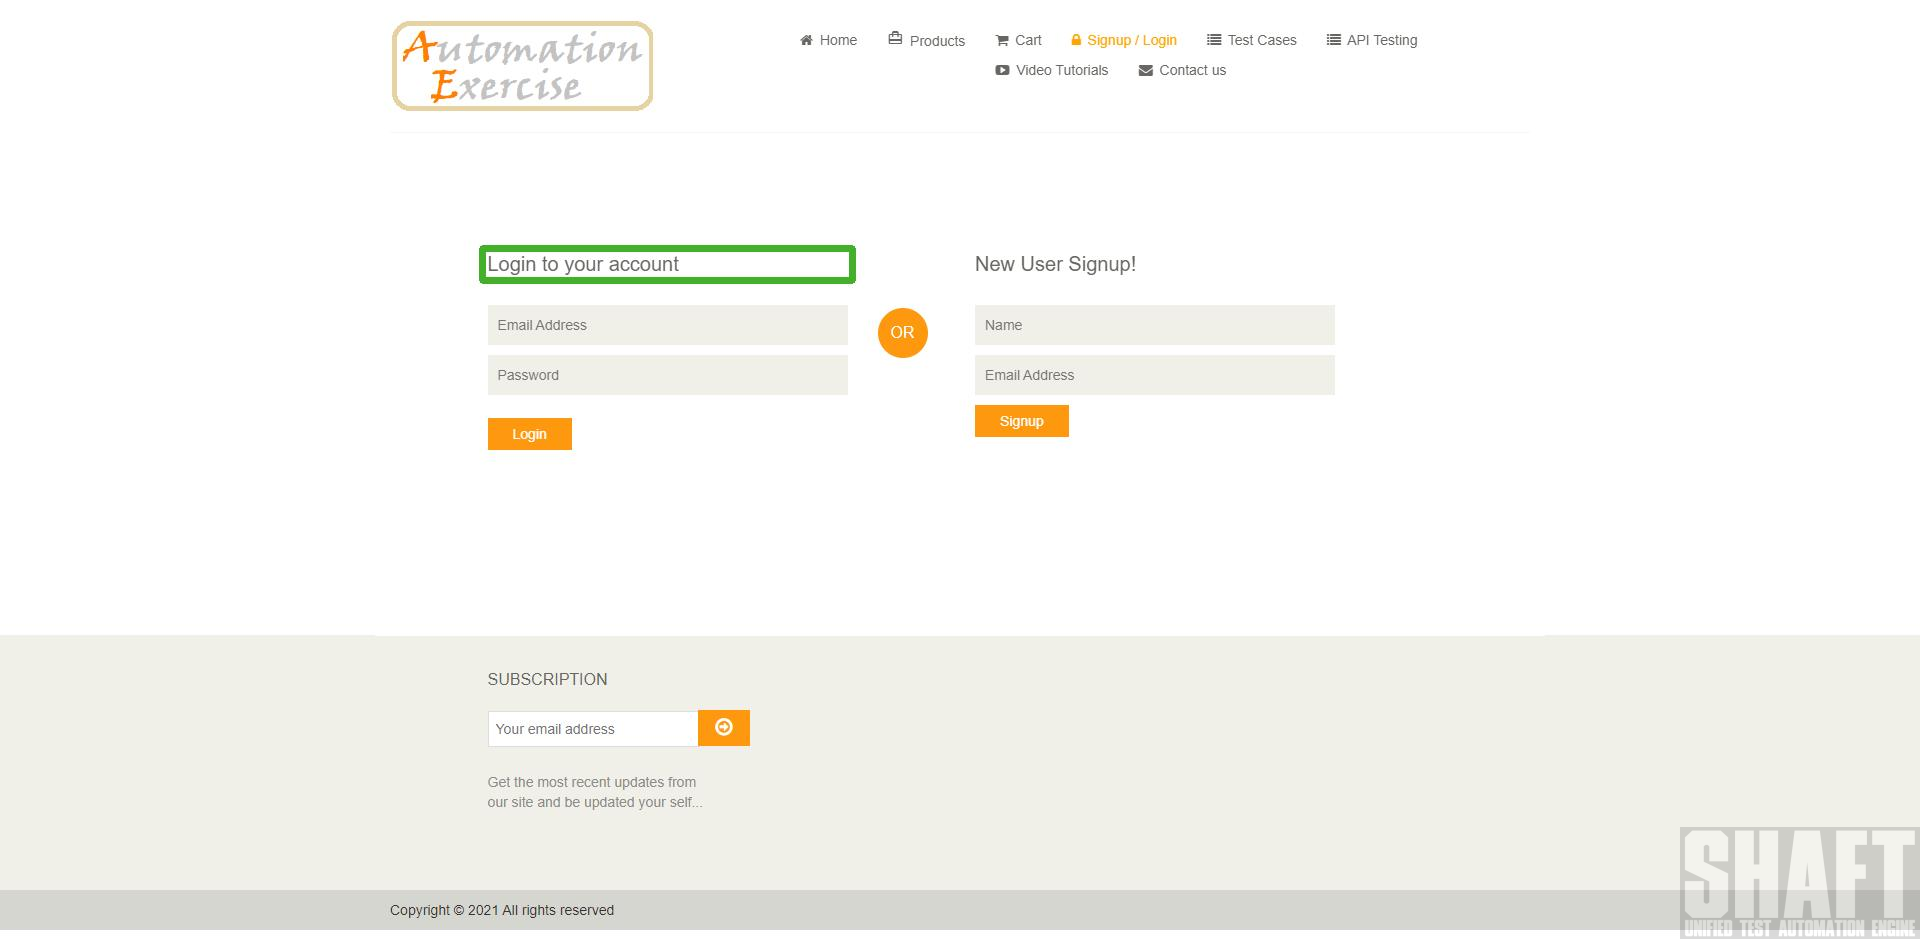 Automation
Exercise
Home Products Cart Signup / Login Test Cases API Testing
Video Tutorials Contact us
Login to your account
Email Address
Password
Login
OR
New User Signup!
Name
Email Address
Signup
SUBSCRIPTION
Your email address
Get the most recent updates from
our site and be updated your self...
Copyright © 2021 All rights reserved
SHAFT
UNIFIED TEST AUTOMATION ENGINE